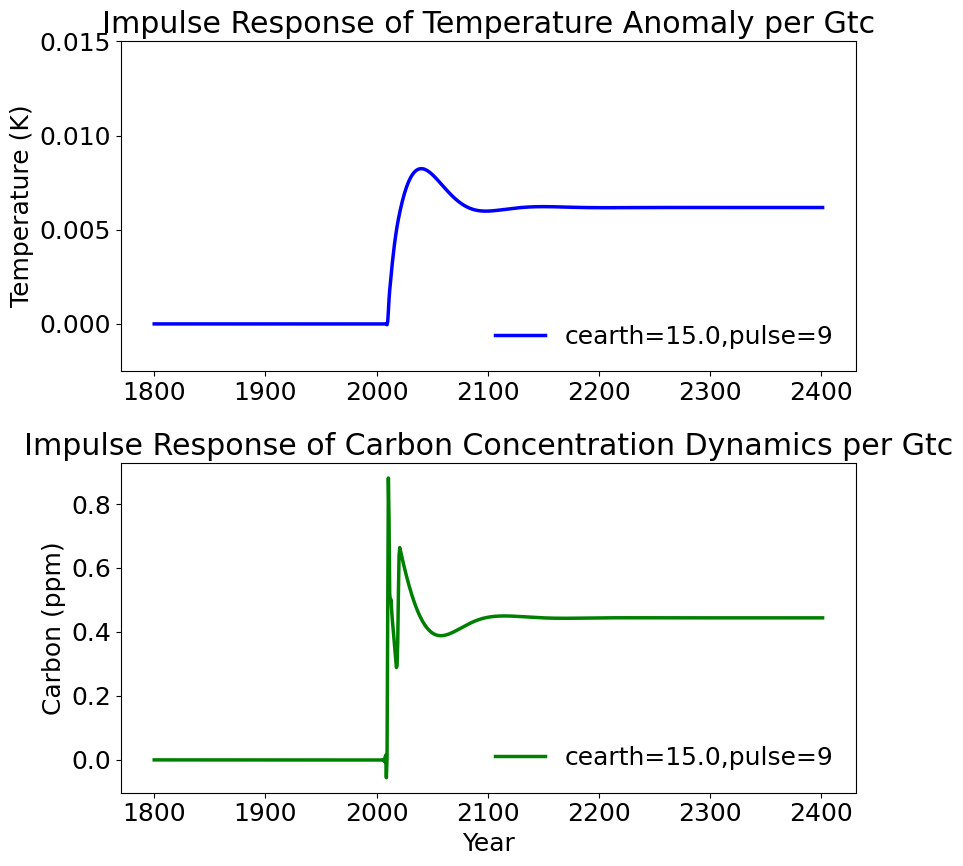 Impulse Response of Temperature Anomaly per Gtc
0.015
0.010
0.005
0.000
Temperature (K)
cearth=15.0,pulse=9
1800 1900 2000 2100 2200 2300 2400
Impulse Response of Carbon Concentration Dynamics per Gtc
0.8
0.6
0.4
0.2
0.0
Carbon (ppm)
cearth=15.0,pulse=9
1800 1900 2000 2100 2200 2300 2400
Year